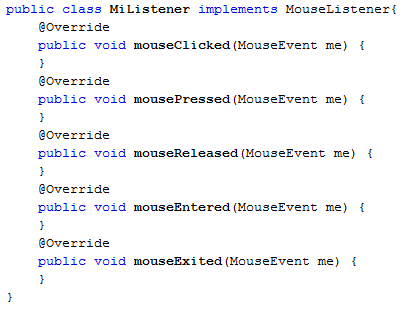 public class MiListener implements MouseListener{
    @Override
    public void mouseClicked(MouseEvent me) {
    }
    @Override
    public void mousePressed(MouseEvent me) {
    }
    @Override
    public void mouseReleased(MouseEvent me) {
    }
    @Override
    public void mouseEntered(MouseEvent me) {
    }
    @Override
    public void mouseExited(MouseEvent me) {
    }
}